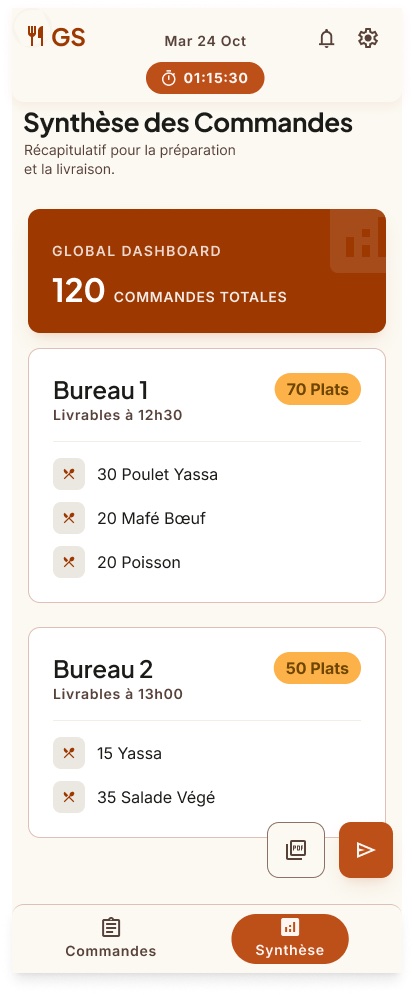 GS
Mar 24 Oct
01:15:30
Synthèse des Commandes
Récapitulatif pour la préparation
et la livraison.
GLOBAL DASHBOARD
120 COMMANDES TOTALES
Bureau 1
70 Plats
Livrables à 12h30
30 Poulet Yassa
20 Mafé Bœuf
20 Poisson
Bureau 2
50 Plats
Livrables à 13h00
15 Yassa
35 Salade Végé
PDF
Commandes
Synthèse